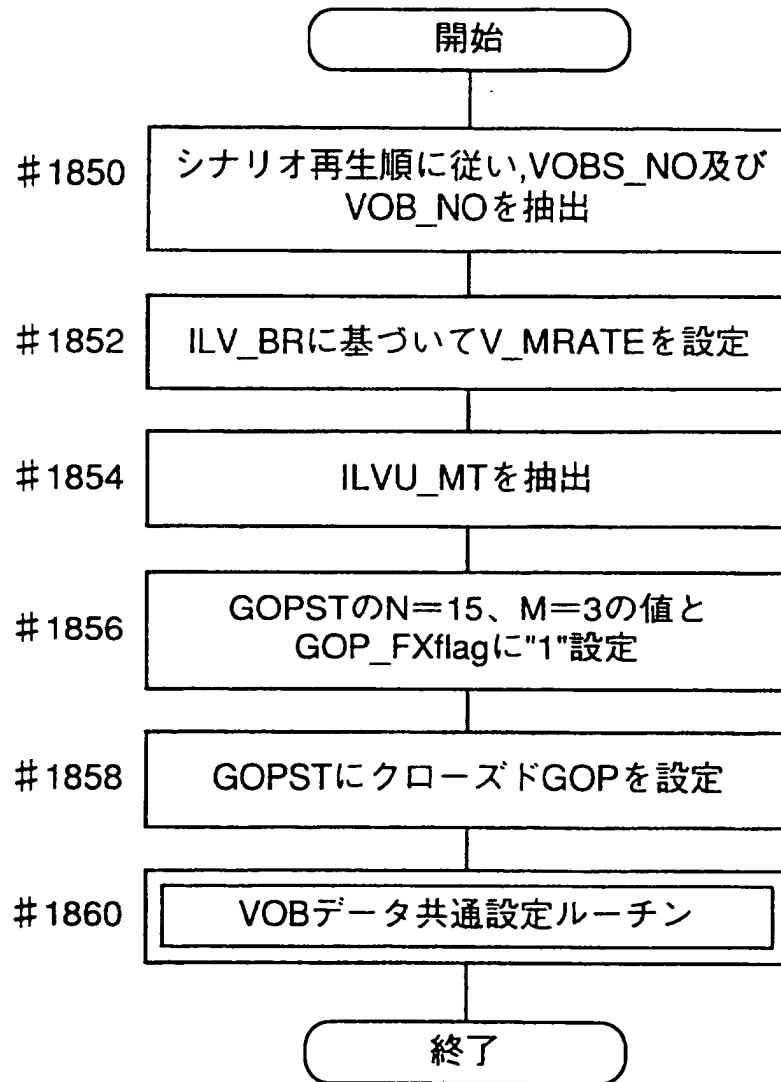 開始
#1850
シナリオ再生順に従い,VOBS_NO及び
VOB_NOを抽出
#1852
ILV_BRに基づいてV_MRATEを設定
#1854
ILVU_MTを抽出
#1856
GOPSTのN=15、M=3の値と
GOP_FXflagに"1"設定
#1858
GOPSTにクローズドGOPを設定
#1860
VOBデータ共通設定ルーチン
終了